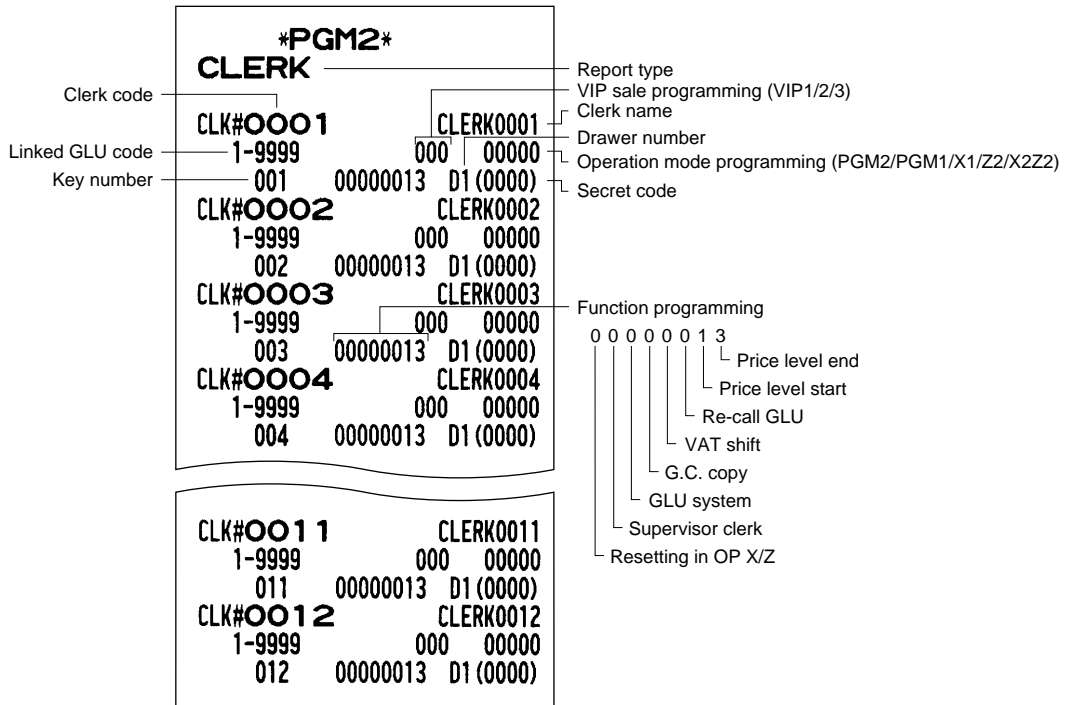 *PGM2*
CLERK
Report type
VIP sale programming (VIP1/2/3)
Clerk code
Clerk name
CLK#0001 CLERK0001
Drawer number
Linked GLU code
1-9999 000 00000
Operation mode programming (PGM2/PGM1/X1/Z2/X2Z2)
Key number
001 00000013 D1(0000)
Secret code
CLK#0002 CLERK0002
1-9999 000 00000
002 00000013 D1(0000)
CLK#0003 CLERK0003
1-9999 000 00000
003 00000013 D1(0000)
CLK#0004 CLERK0004
1-9999 000 00000
004 00000013 D1(0000)
Function programming
0 0 0 0 0 0 1 3
Price level end
Price level start
Re-call GLU
VAT shift
G.C. copy
GLU system
Supervisor clerk
Resetting in OP X/Z
CLK#0011 CLERK0011
1-9999 000 00000
011 00000013 D1(0000)
CLK#0012 CLERK0012
1-9999 000 00000
012 00000013 D1(0000)